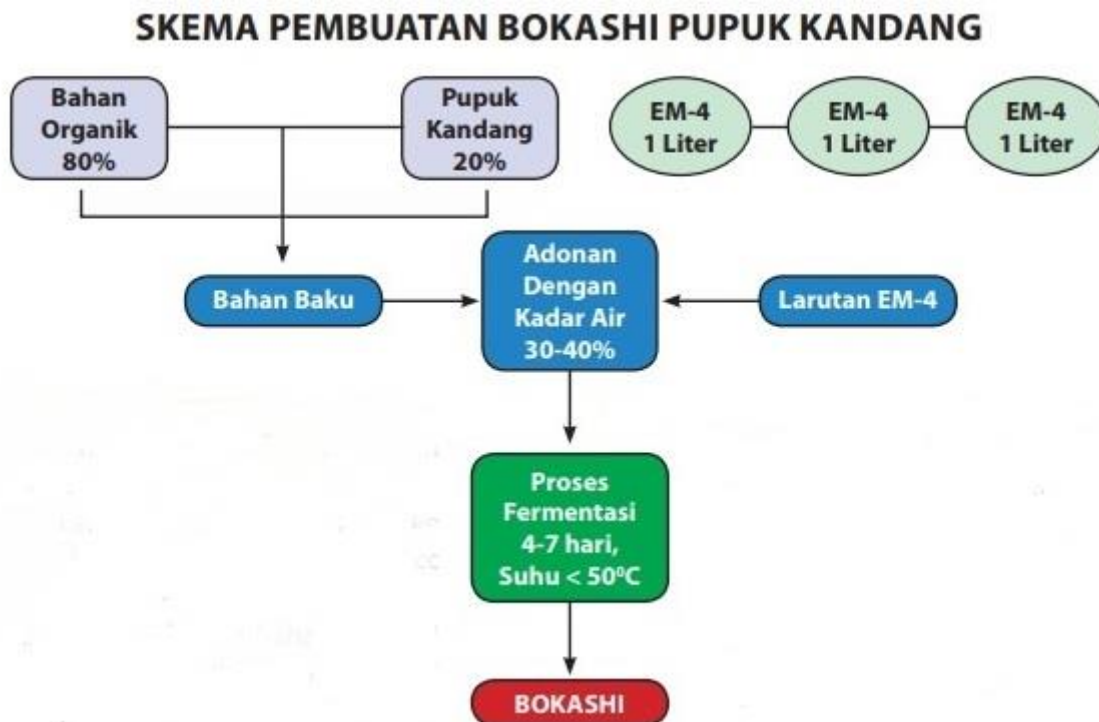 SKEMA PEMBUATAN BOKASHI PUPUK KANDANG
Bahan
Organik
80%
Pupuk
Kandang
20%
EM-4
1 Liter
EM-4
1 Liter
EM-4
1 Liter
Bahan Baku
Adonan
Dengan
Kadar Air
30-40%
Larutan EM-4
Proses
Fermentasi
4-7 hari,
Suhu < 50⁰C
BOKASHI